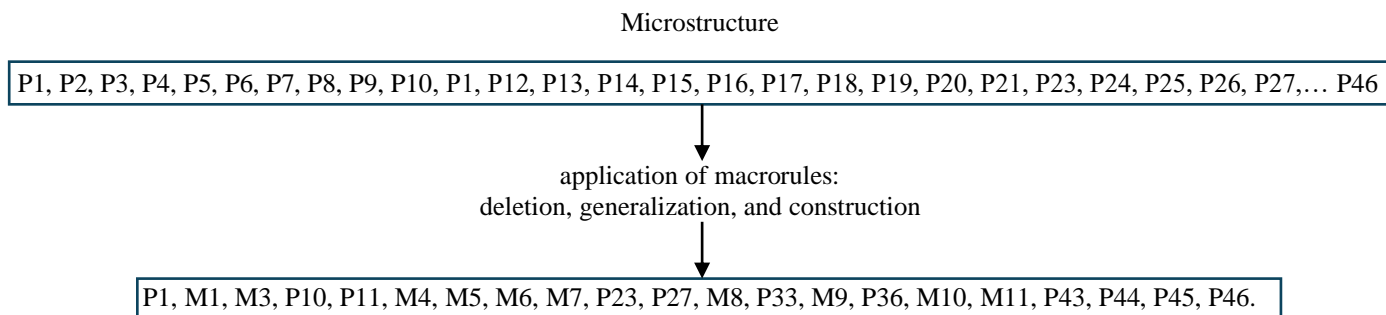 Microstructure
P1, P2, P3, P4, P5, P6, P7, P8, P9, P10, P1, P12, P13, P14, P15, P16, P17, P18, P19, P20, P21, P23, P24, P25, P26, P27,… P46
application of macrorules:
deletion, generalization, and construction
P1, M1, M3, P10, P11, M4, M5, M6, M7, P23, P27, M8, P33, M9, P36, M10, M11, P43, P44, P45, P46.